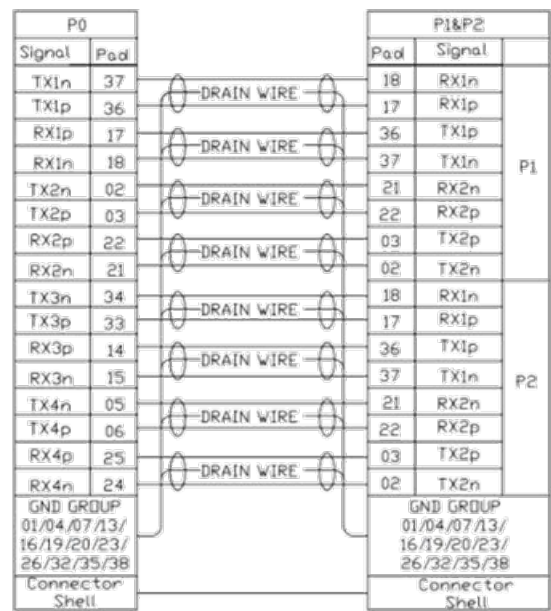 P0 P1&P2
Signal Pad Pad Signal
TX1n 37 DRAIN WIRE 18 RX1n
TX1p 36 17 RX1p
RX1p 17 DRAIN WIRE 36 TX1p
RX1n 18 37 TX1n P1
TX2n 02 DRAIN WIRE 21 RX2n
TX2p 03 22 RX2p
RX2p 22 DRAIN WIRE 03 TX2p
RX2n 21 02 TX2n
TX3n 34 DRAIN WIRE 18 RX1n
TX3p 33 17 RX1p
RX3p 14 DRAIN WIRE 36 TX1p
RX3n 15 37 TX1n P2
TX4n 05 DRAIN WIRE 21 RX2n
TX4p 06 22 RX2p
RX4p 25 DRAIN WIRE 03 TX2p
RX4n 24 02 TX2n
GND GROUP GND GROUP
01/04/07/13/ 01/04/07/13/
16/19/20/23/ 16/19/20/23/
26/32/35/38 26/32/35/38
Connector Connector
Shell Shell